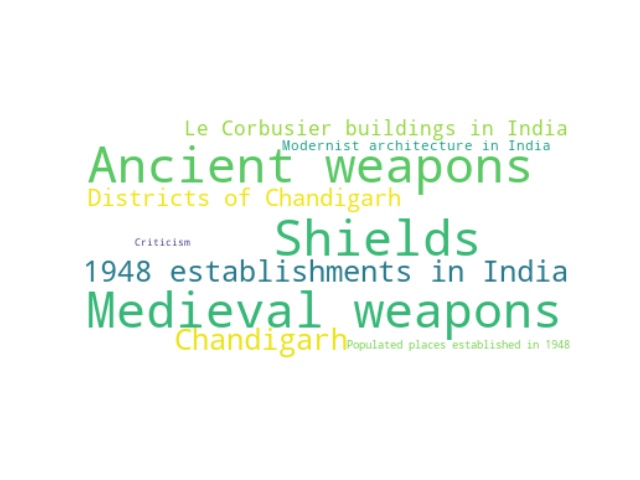 Le Corbusier buildings in India
Modernist architecture in India
Ancient weapons
Districts of Chandigarh
Shields
Criticism
1948 establishments in India
Medieval weapons
Chandigarh
Populated places established in 1948